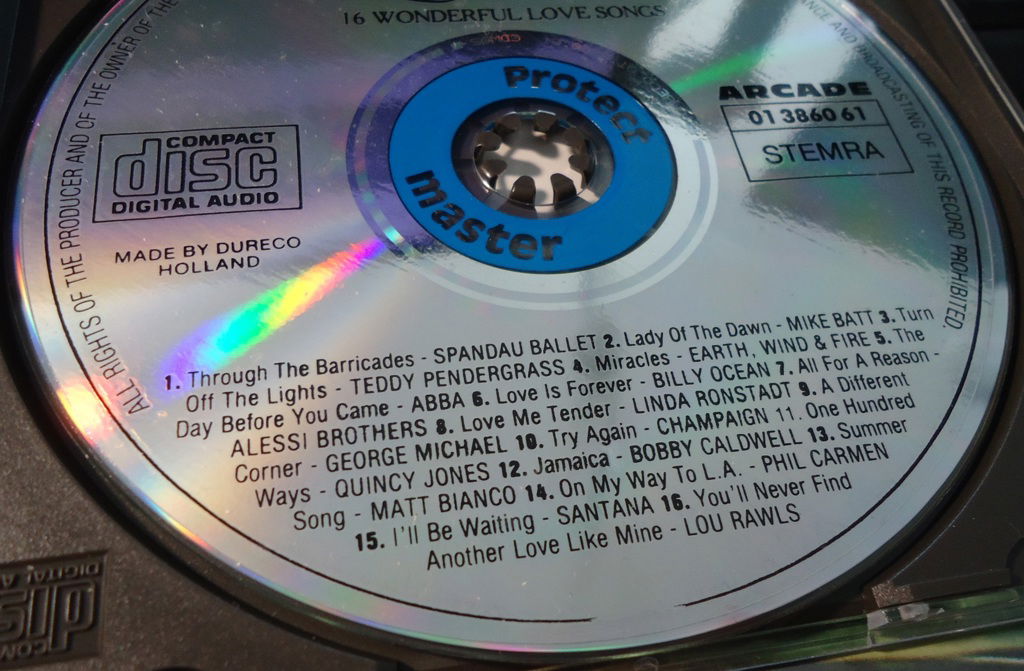 16 WONDERFUL LOVE SONGS
ALL RIGHTS OF THE PRODUCER AND OF THE OWNER OF THE
AND BROADCASTING OF THIS RECORD PROHIBITED.
COMPACT
disc
DIGITAL AUDIO
MADE BY DURECO
HOLLAND
Protect
master
ARCADE
01 3860 61
STEMRA
1. Through The Barricades - SPANDAU BALLET 2. Lady Of The Dawn - MIKE BATT 3. Turn
Off The Lights - TEDDY PENDERGRASS 4. Miracles - EARTH, WIND & FIRE 5. The
Day Before You Came - ABBA 6. Love Is Forever - BILLY OCEAN 7. All For A Reason -
ALESSI BROTHERS 8. Love Me Tender - LINDA RONSTADT 9. A Different
Corner - GEORGE MICHAEL 10. Try Again - CHAMPAIGN 11. One Hundred
Ways - QUINCY JONES 12. Jamaica - BOBBY CALDWELL 13. Summer
Song - MATT BIANCO 14. On My Way To L.A. - PHIL CARMEN
15. I'll Be Waiting - SANTANA 16. You'll Never Find
Another Love Like Mine - LOU RAWLS
disc
DIGITAL A